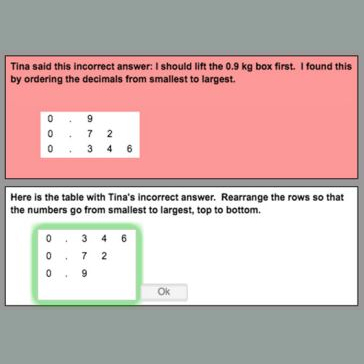 Tina said this incorrect answer: I should lift the 0.9 kg box first. I found this
by ordering the decimals from smallest to largest.
0 . 9
0 . 7 2
0 . 3 4 6
Here is the table with Tina's incorrect answer. Rearrange the rows so that
the numbers go from smallest to largest, top to bottom.
0 . 3 4 6
0 . 7 2
0 . 9
Ok